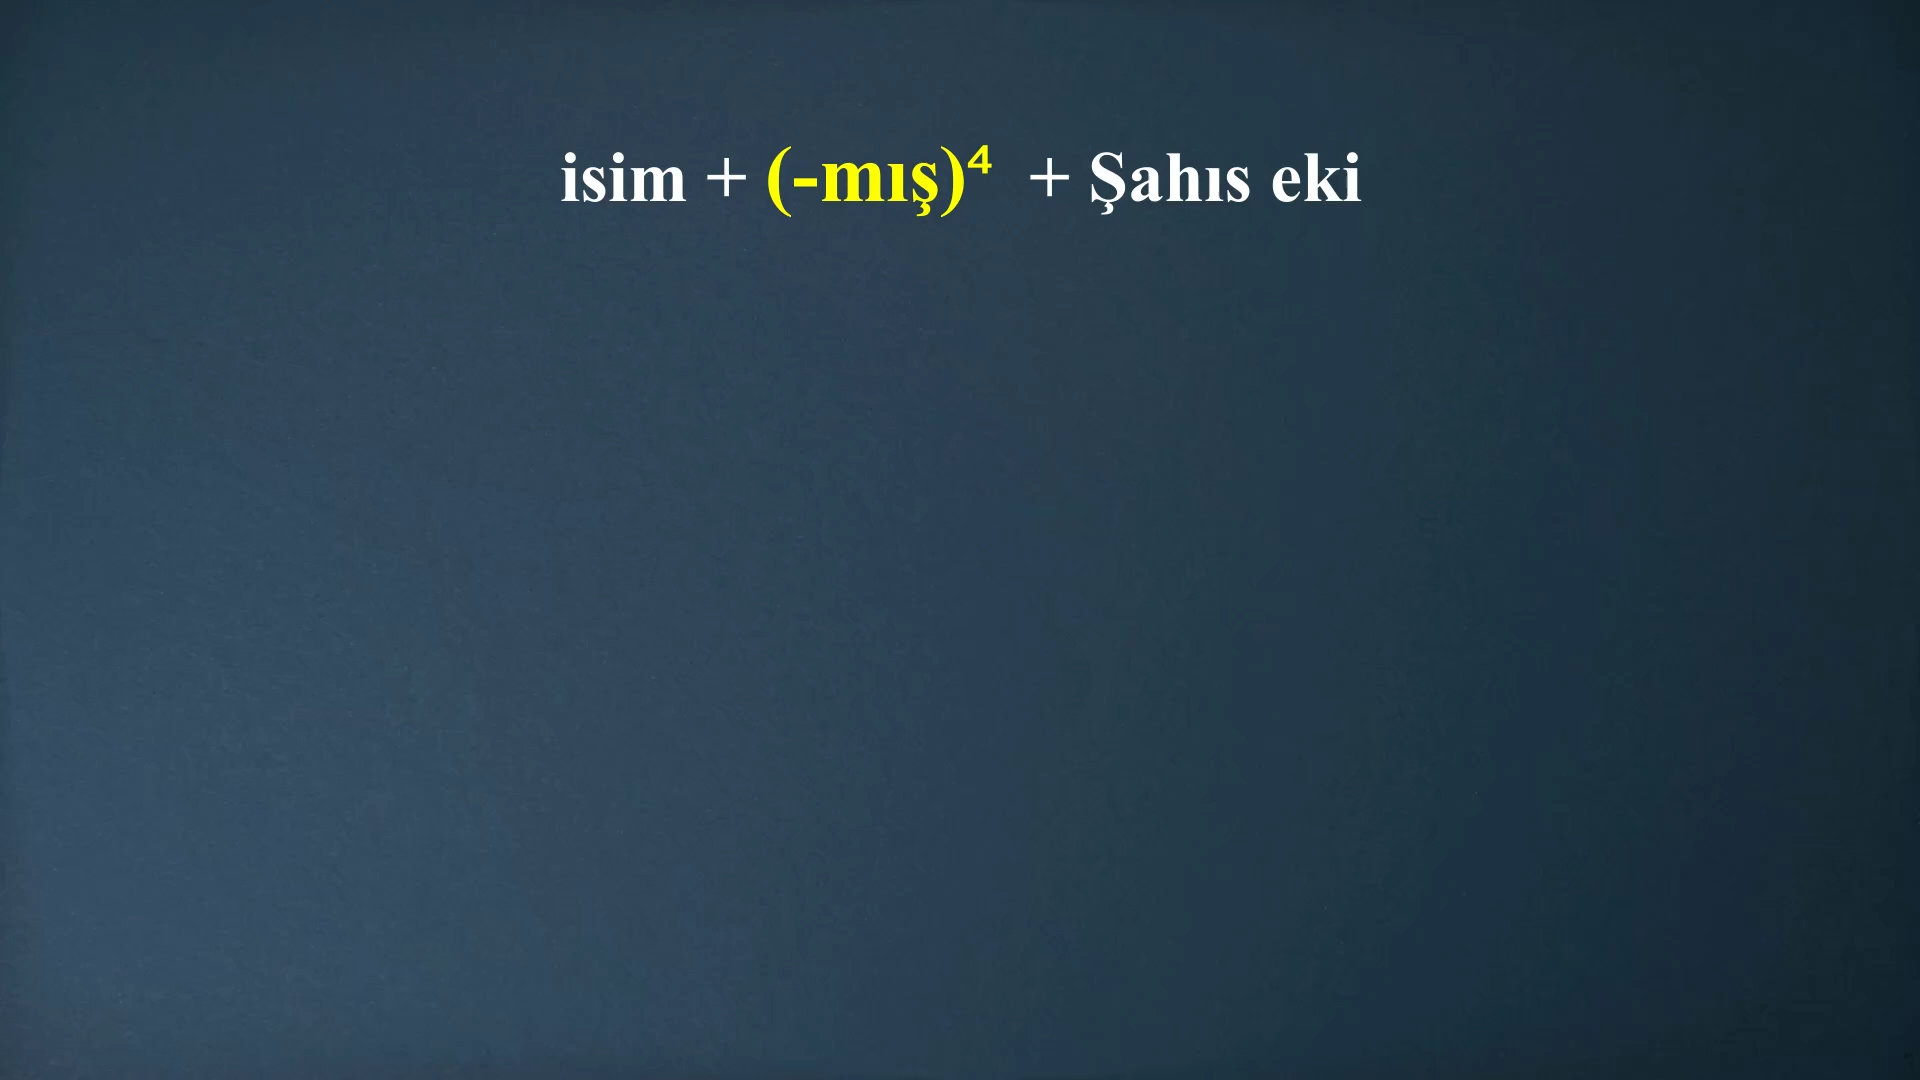 isim + (-mış)⁴ + Şahıs eki